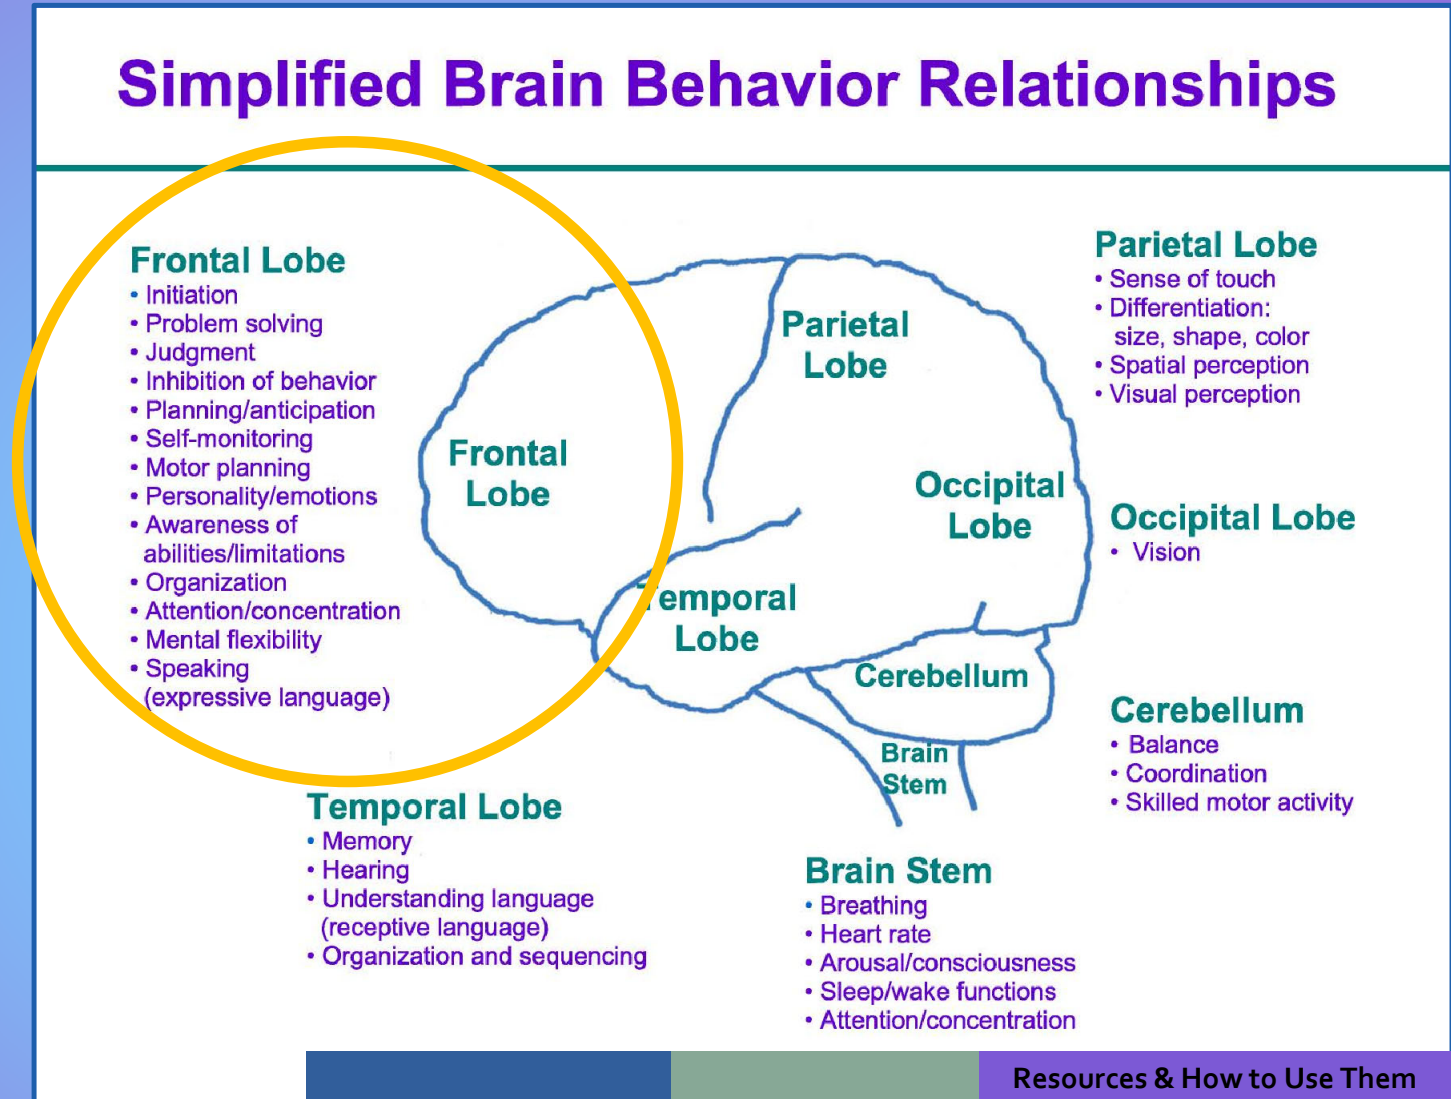 Simplified Brain Behavior Relationships
Frontal Lobe
• Initiation
• Problem solving
• Judgment
• Inhibition of behavior
• Planning/anticipation
• Self-monitoring
• Motor planning
• Personality/emotions
• Awareness of
abilities/limitations
• Organization
• Attention/concentration
• Mental flexibility
• Speaking
(expressive language)
Frontal
Lobe
Parietal
Lobe
Occipital
Lobe
Temporal
Lobe
Cerebellum
Brain
Stem
Parietal Lobe
• Sense of touch
• Differentiation:
size, shape, color
• Spatial perception
• Visual perception
Occipital Lobe
• Vision
Cerebellum
• Balance
• Coordination
• Skilled motor activity
Temporal Lobe
• Memory
• Hearing
• Understanding language
(receptive language)
• Organization and sequencing
Brain Stem
• Breathing
• Heart rate
• Arousal/consciousness
• Sleep/wake functions
• Attention/concentration
Resources & How to Use Them